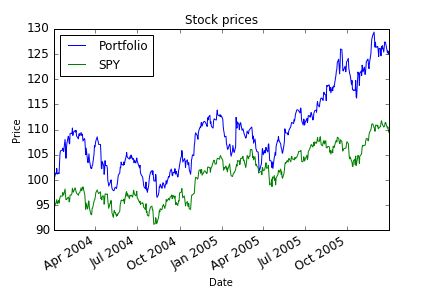 Stock prices
Portfolio
SPY
Price
130
125
120
115
110
105
100
95
90
Apr 2004
Jul 2004
Oct 2004
Jan 2005
Apr 2005
Jul 2005
Oct 2005
Date